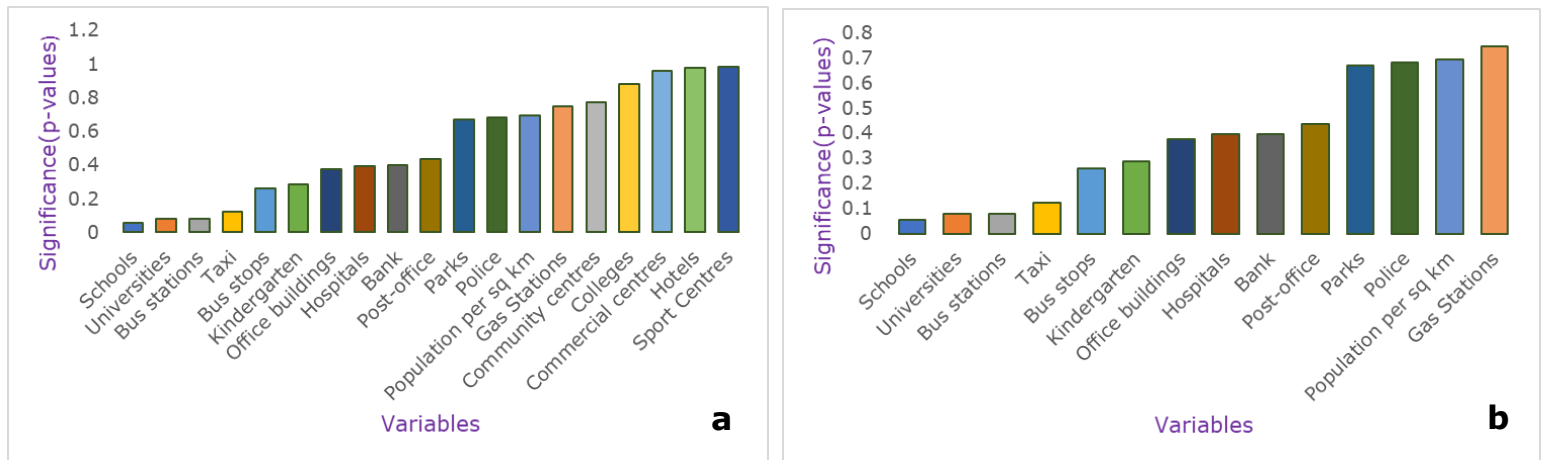 Significance(p-values)
1.2
1
0.8
0.6
0.4
0.2
0
Schools
Universities
Bus stations
Taxi
Bus stops
Kindergarten
Office buildings
Hospitals
Bank
Post-office
Parks
Police
Population per sq km
Gas Stations
Community centres
Colleges
Commercial centres
Hotels
Sport Centres
Variables
a
Significance(p-values)
0.8
0.7
0.6
0.5
0.4
0.3
0.2
0.1
0
Schools
Universities
Bus stations
Taxi
Bus stops
Kindergarten
Office buildings
Hospitals
Bank
Post-office
Parks
Police
Population per sq km
Gas Stations
Variables
b